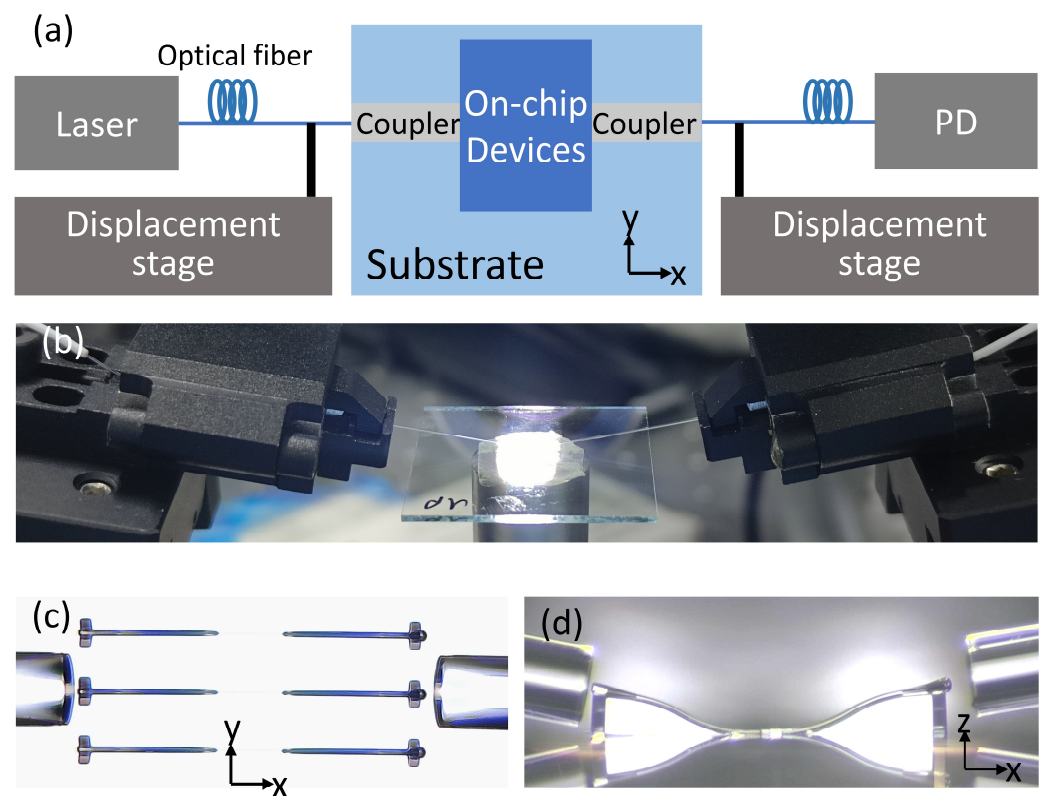 (a)
Optical fiber
Laser
Coupler
On-chip
Devices
Coupler
PD
Displacement
stage
Substrate
y
x
Displacement
stage
(b)
(c)
y
x
(d)
z
x